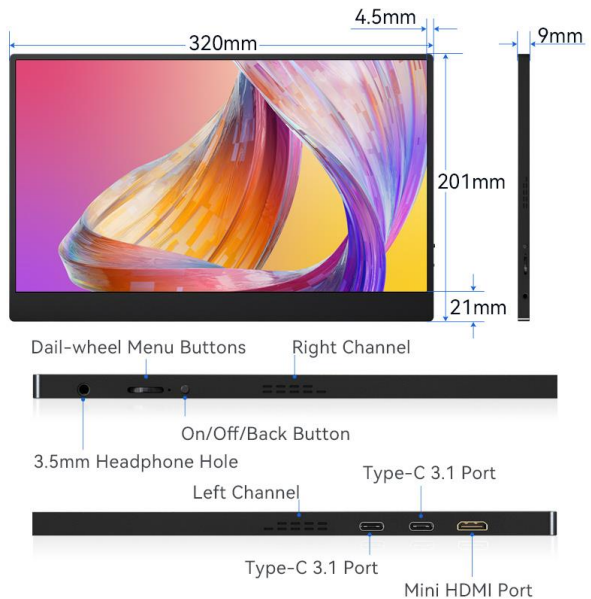 4.5mm
320mm
9mm
201mm
21mm
Dail-wheel Menu Buttons
Right Channel
On/Off/Back Button
3.5mm Headphone Hole
Type-C 3.1 Port
Left Channel
Type-C 3.1 Port
Mini HDMI Port